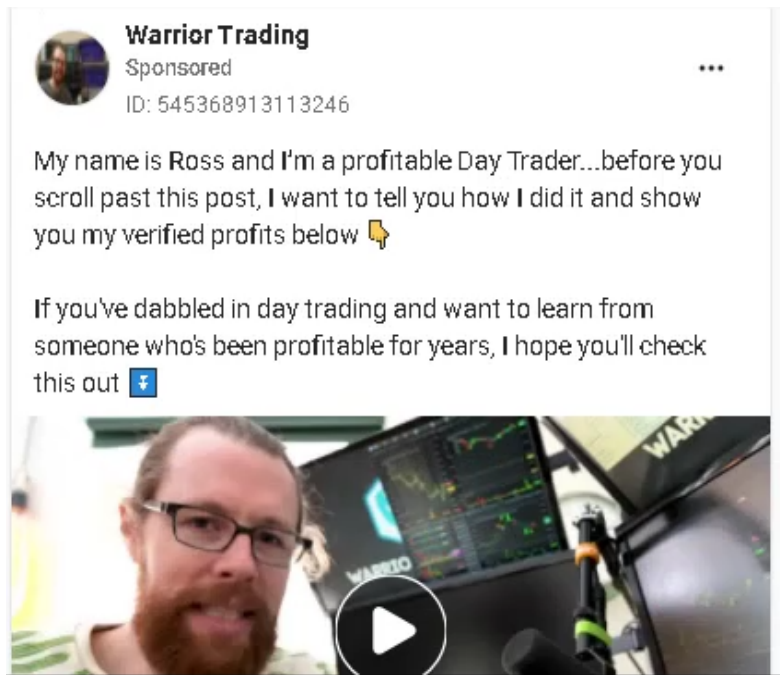 Warrior Trading
Sponsored
ID: 545368913113246
My name is Ross and I'm a profitable Day Trader...before you
scroll past this post, I want to tell you how I did it and show
you my verified profits below 👇
If you've dabbled in day trading and want to learn from
someone who's been profitable for years, I hope you'll check
this out ⏬
WARR
WARRIO